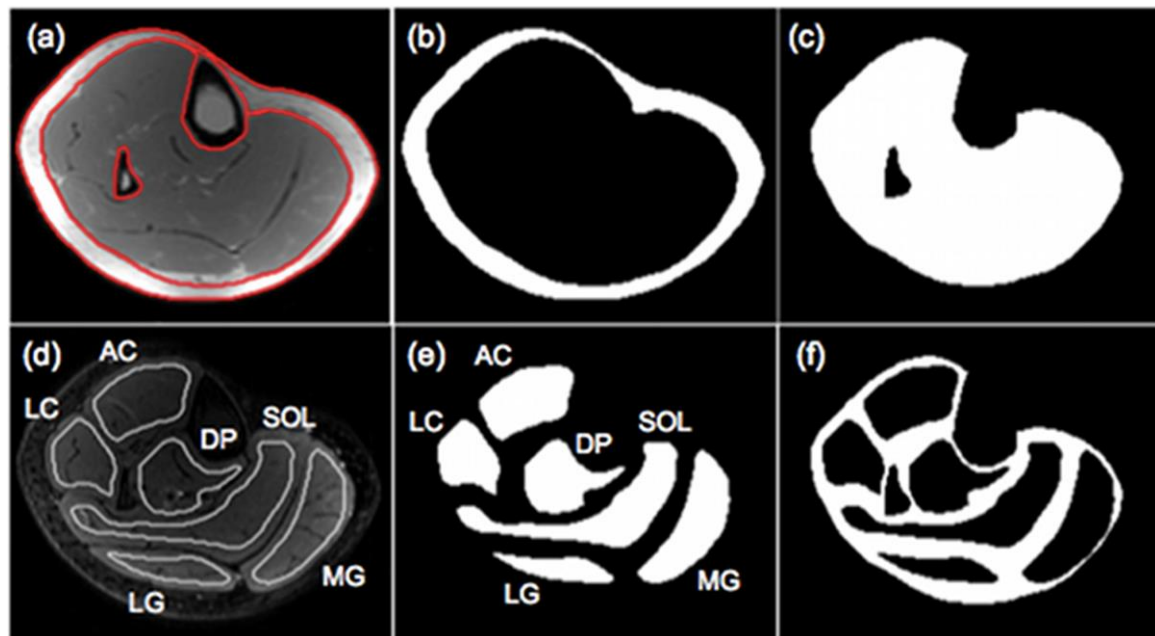 (a) (b) (c)
(d) AC (e) AC (f)
LC DP SOL LC DP SOL
LG MG LG MG